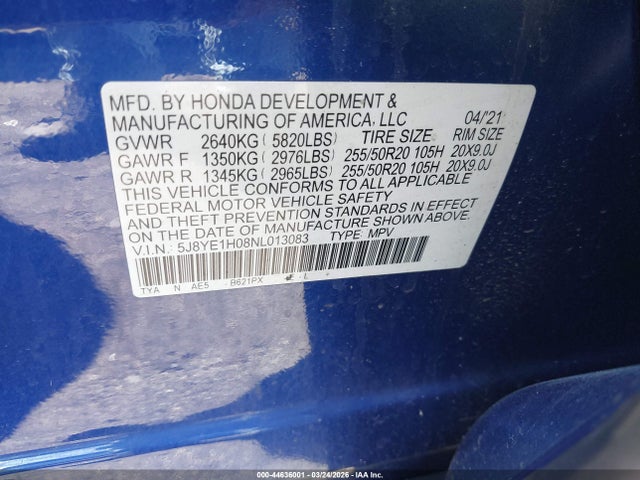 MFD. BY HONDA DEVELOPMENT &
MANUFACTURING OF AMERICA, LLC 04/'21
GVWR 2640KG ( 5820LBS) TIRE SIZE RIM SIZE
GAWR F 1350KG ( 2976LBS) 255/50R20 105H 20X9.0J
GAWR R 1345KG ( 2965LBS) 255/50R20 105H 20X9.0J
THIS VEHICLE CONFORMS TO ALL APPLICABLE
FEDERAL MOTOR VEHICLE SAFETY
AND THEFT PREVENTION STANDARDS IN EFFECT
ON THE DATE OF MANUFACTURE SHOWN ABOVE.
V.I.N.: 5J8YE1H08NL013083 TYPE: MPV
TYA N AE5 - B621PX - L
000-44636001 - 03/24/2026 - IAA Inc.